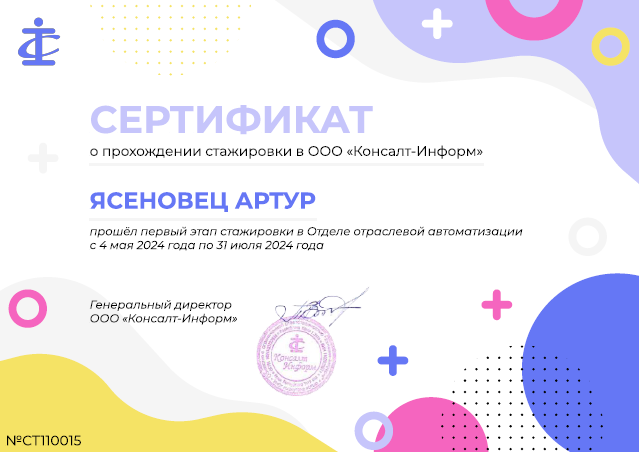 СЕРТИФИКАТ
о прохождении стажировки в ООО «Консалт-Информ»
ЯСЕНОВЕЦ АРТУР
прошёл первый этап стажировки в Отделе отраслевой автоматизации
с 4 мая 2024 года по 31 июля 2024 года
Генеральный директор
ООО «Консалт-Информ»
Консалт
Информ
№СТ110015